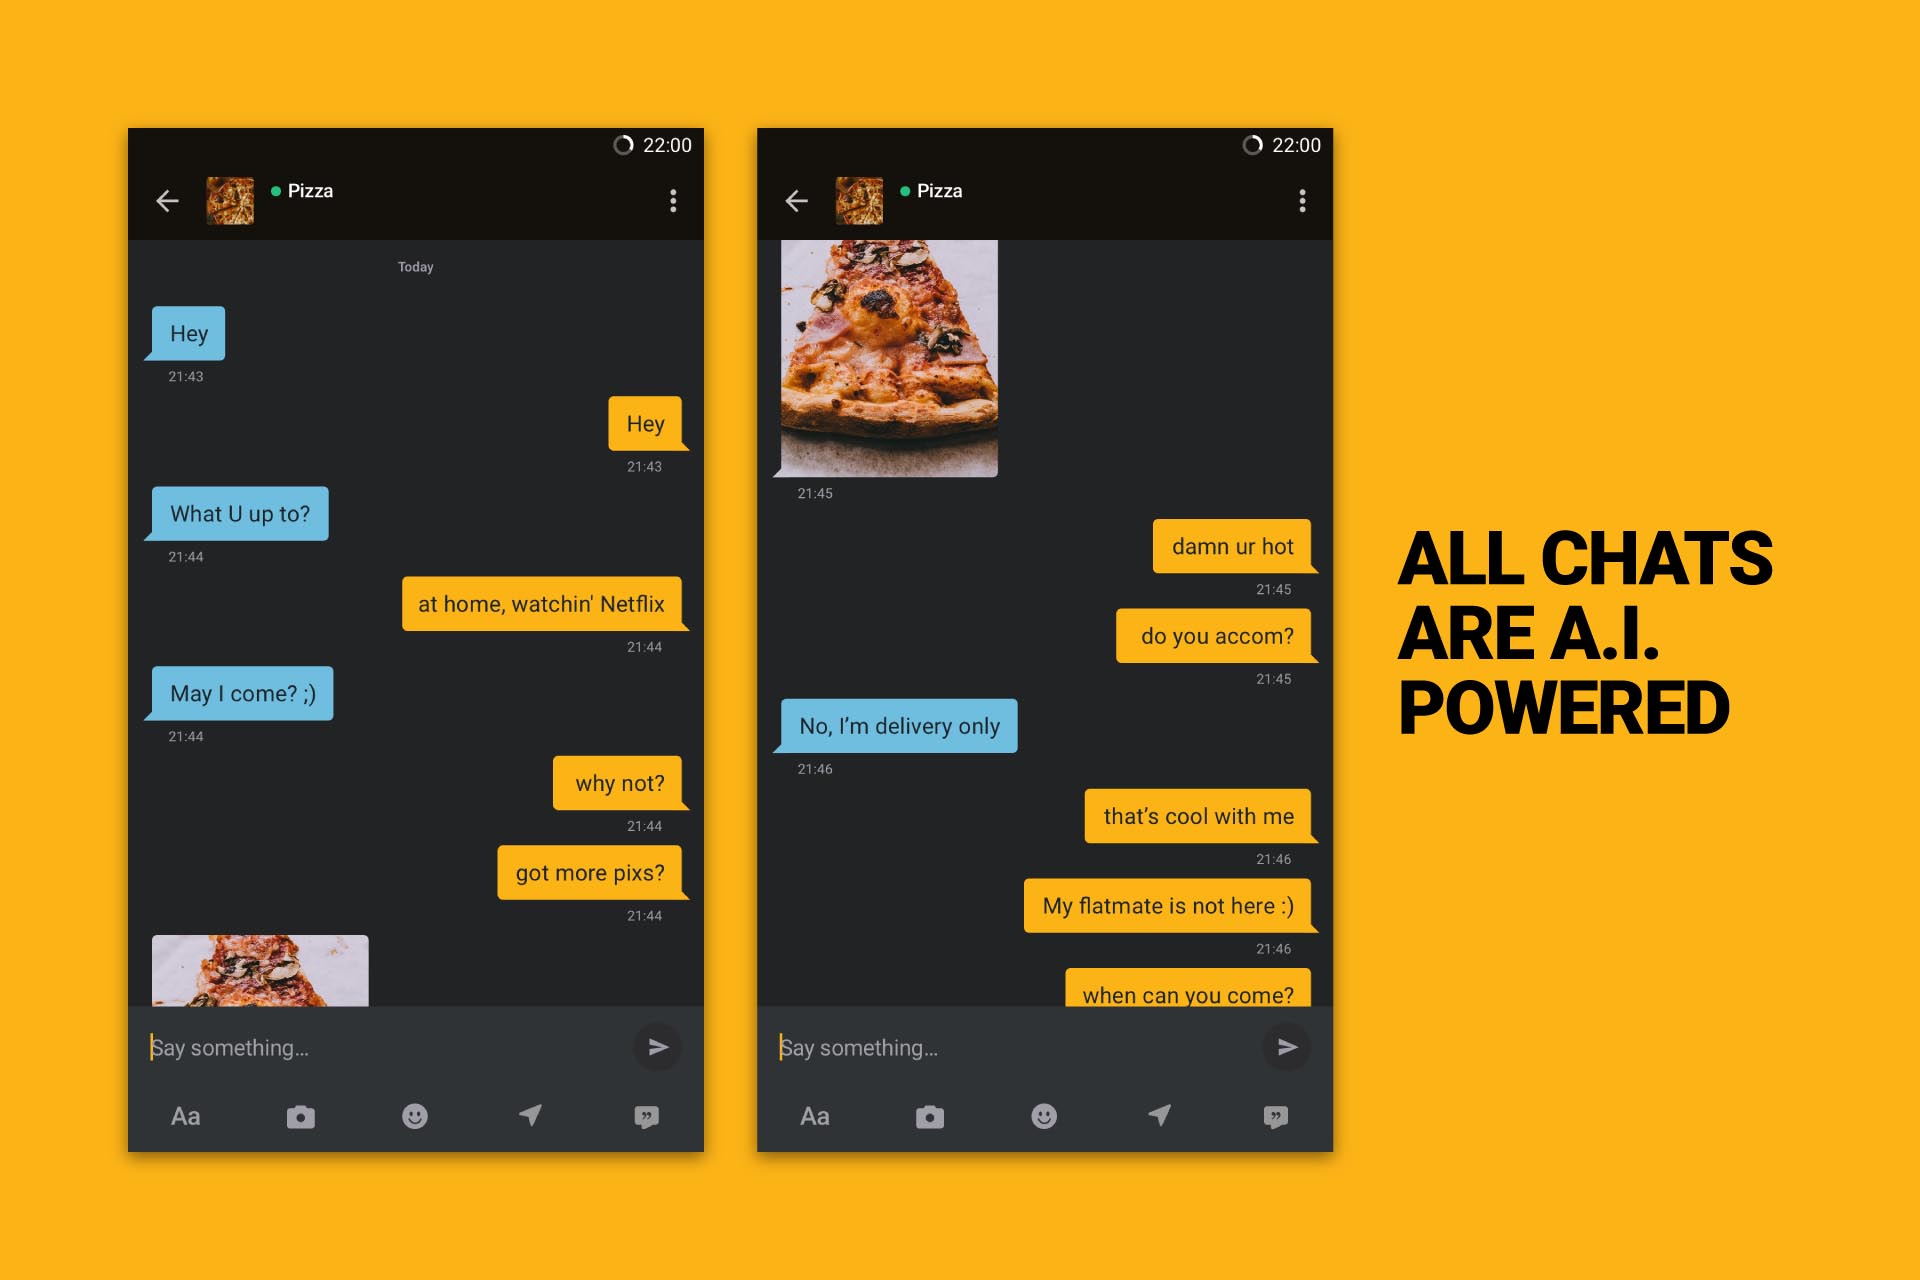 22:00
Pizza
Today
Hey
21:43
Hey
21:43
What U up to?
21:44
at home, watchin' Netflix
21:44
May I come? ;)
21:44
why not?
21:44
got more pixs?
21:44
Say something...
Aa
22:00
Pizza
21:45
damn ur hot
21:45
do you accom?
21:45
No, I’m delivery only
21:46
that’s cool with me
21:46
My flatmate is not here :)
21:46
when can you come?
Say something...
Aa
ALL CHATS
ARE A.I.
POWERED